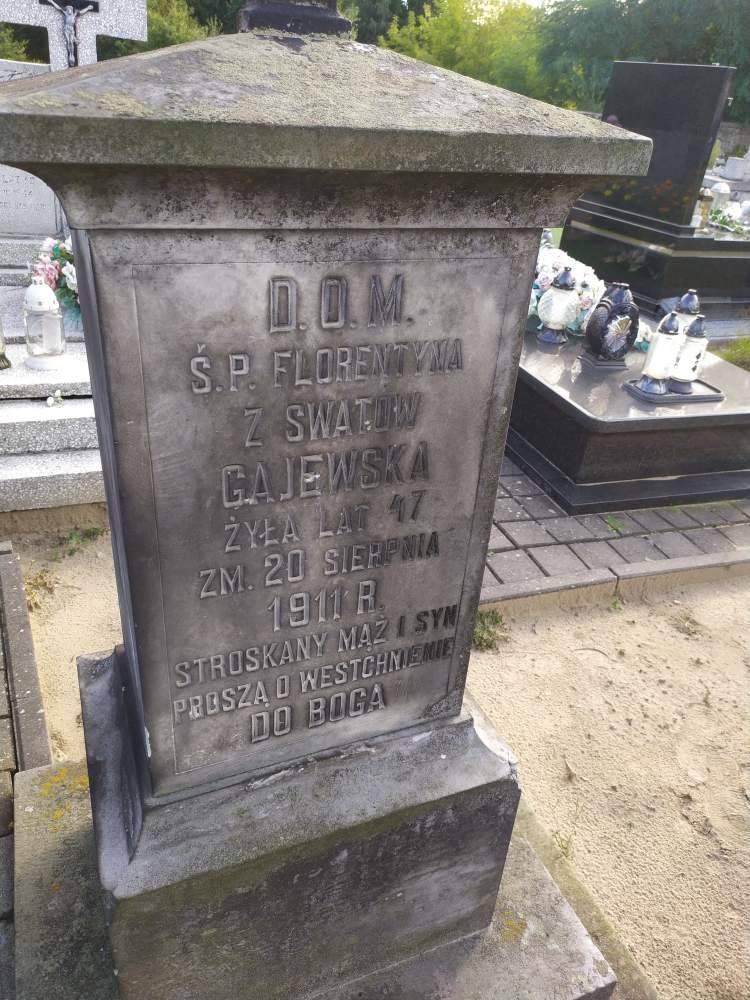 D.O.M.
Ś.P. FLORENTYNA
Z SWATÓW
GAJEWSKA
ŻYŁA LAT 47
ZM. 20 SIERPNIA
1911 R.
STROSKANY MĄŻ I SYN
PROSZĄ O WESTCHNIENIE
DO BOGA